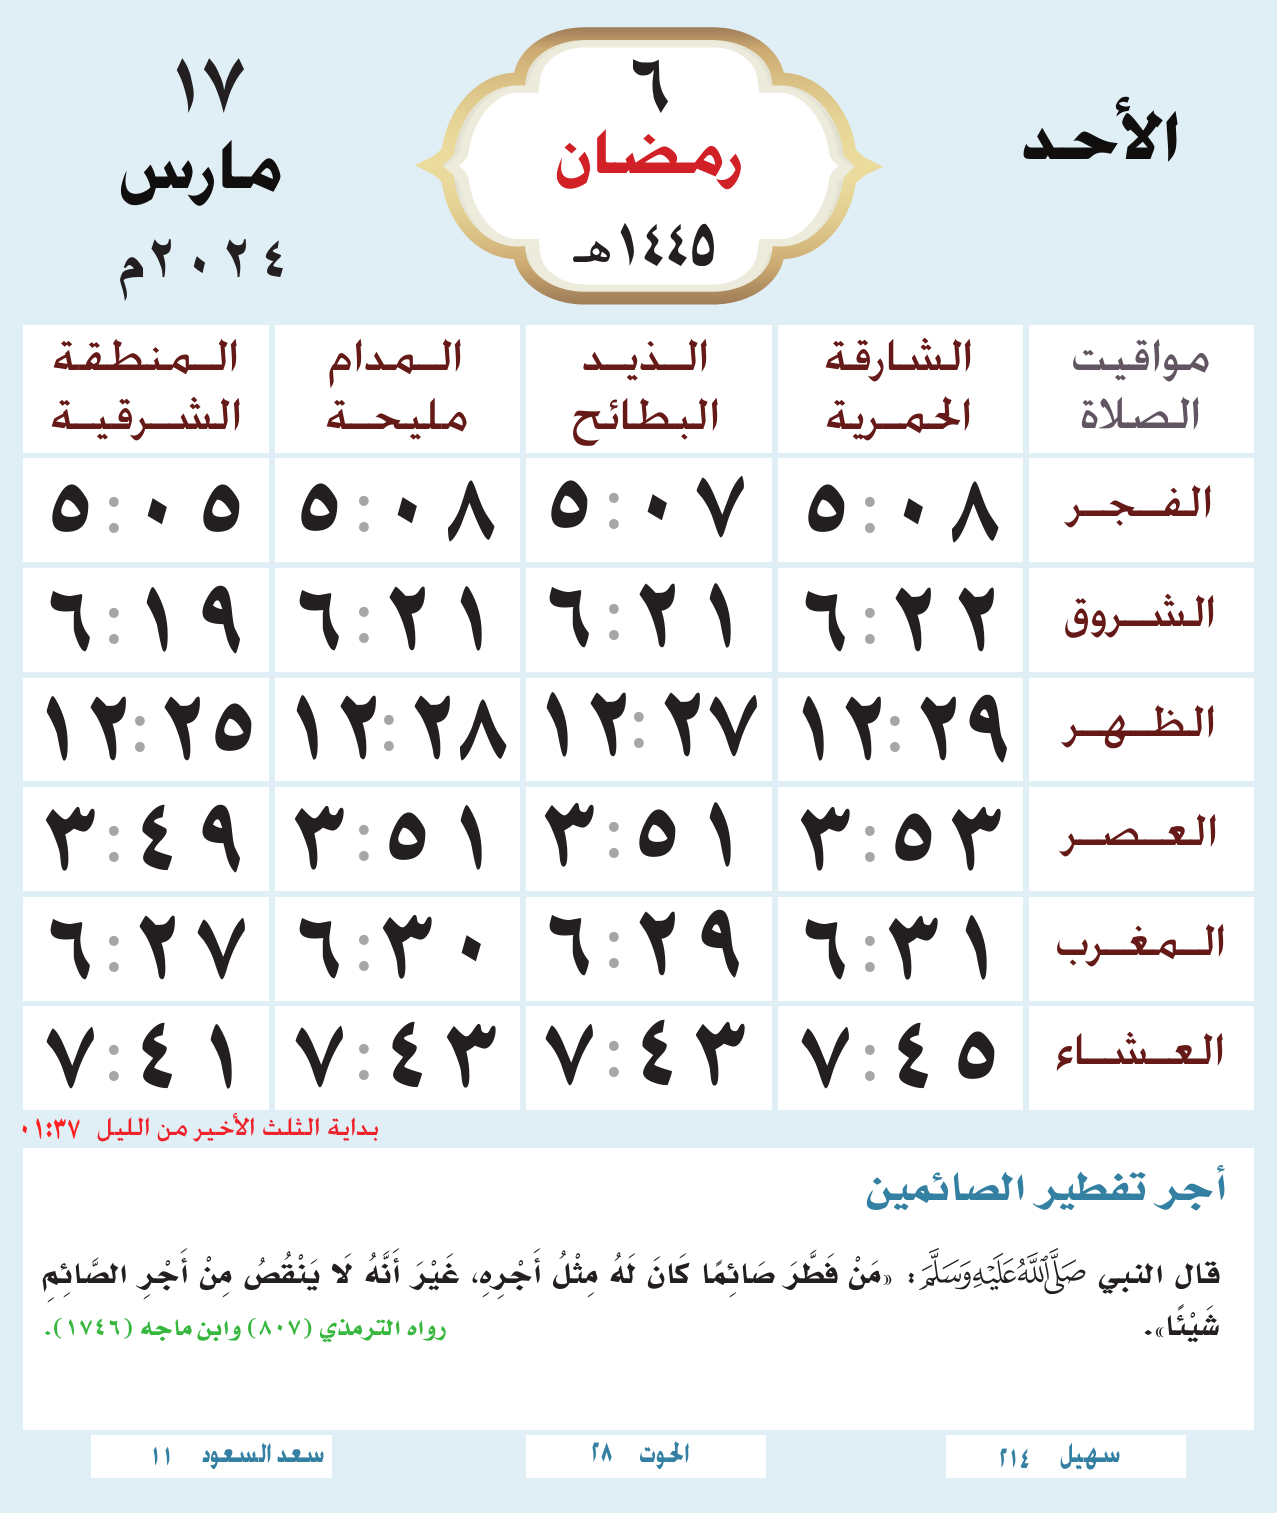 الأحد
٦
رمضان
١٤٤٥هـ
١٧
مارس
٢٠٢٤م
مواقيت الصلاة
الشارقة الحمرية
الذيد البطائح
المدام مليحة
المنطقة الشرقية
الفجر ٥:٠٨ ٥:٠٧ ٥:٠٨ ٥:٠٥
الشروق ٦:٢٢ ٦:٢١ ٦:٢١ ٦:١٩
الظهر ١٢:٢٩ ١٢:٢٧ ١٢:٢٨ ١٢:٢٥
العصر ٣:٥٣ ٣:٥١ ٣:٥١ ٣:٤٩
المغرب ٦:٣١ ٦:٢٩ ٦:٣٠ ٦:٢٧
العشاء ٧:٤٥ ٧:٤٣ ٧:٤٣ ٧:٤١
بداية الثلث الأخير من الليل ٠١:٣٧
أجر تفطير الصائمين
قال النبي صَلَّى اللَّهُ عَلَيْهِ وَسَلَّمَ: «مَنْ فَطَّرَ صَائِمًا كَانَ لَهُ مِثْلُ أَجْرِهِ، غَيْرَ أَنَّهُ لَا يَنْقُصُ مِنْ أَجْرِ الصَّائِمِ
شَيْئًا».
رواه الترمذي (٨٠٧) وابن ماجه (١٧٤٦).
سهيل ٢١٤
الحوت ٢٨
سعد السعود ١١